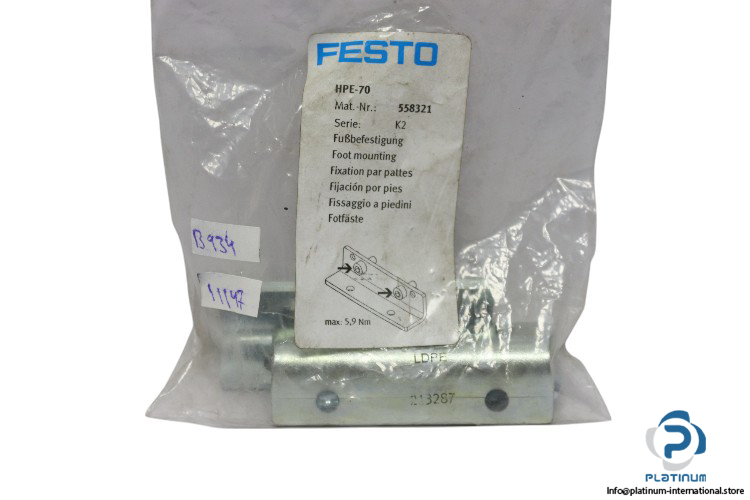 FESTO
HPE-70
Mat.-Nr.: 558321
Serie: K2
Fußbefestigung
Foot mounting
Fixation par pattes
Fijación por pies
Fissaggio a piedini
Fotfäste
max. 5,9 Nm
B934
11147
LDPE
213287
PLATINUM
Info@platinum-international.store